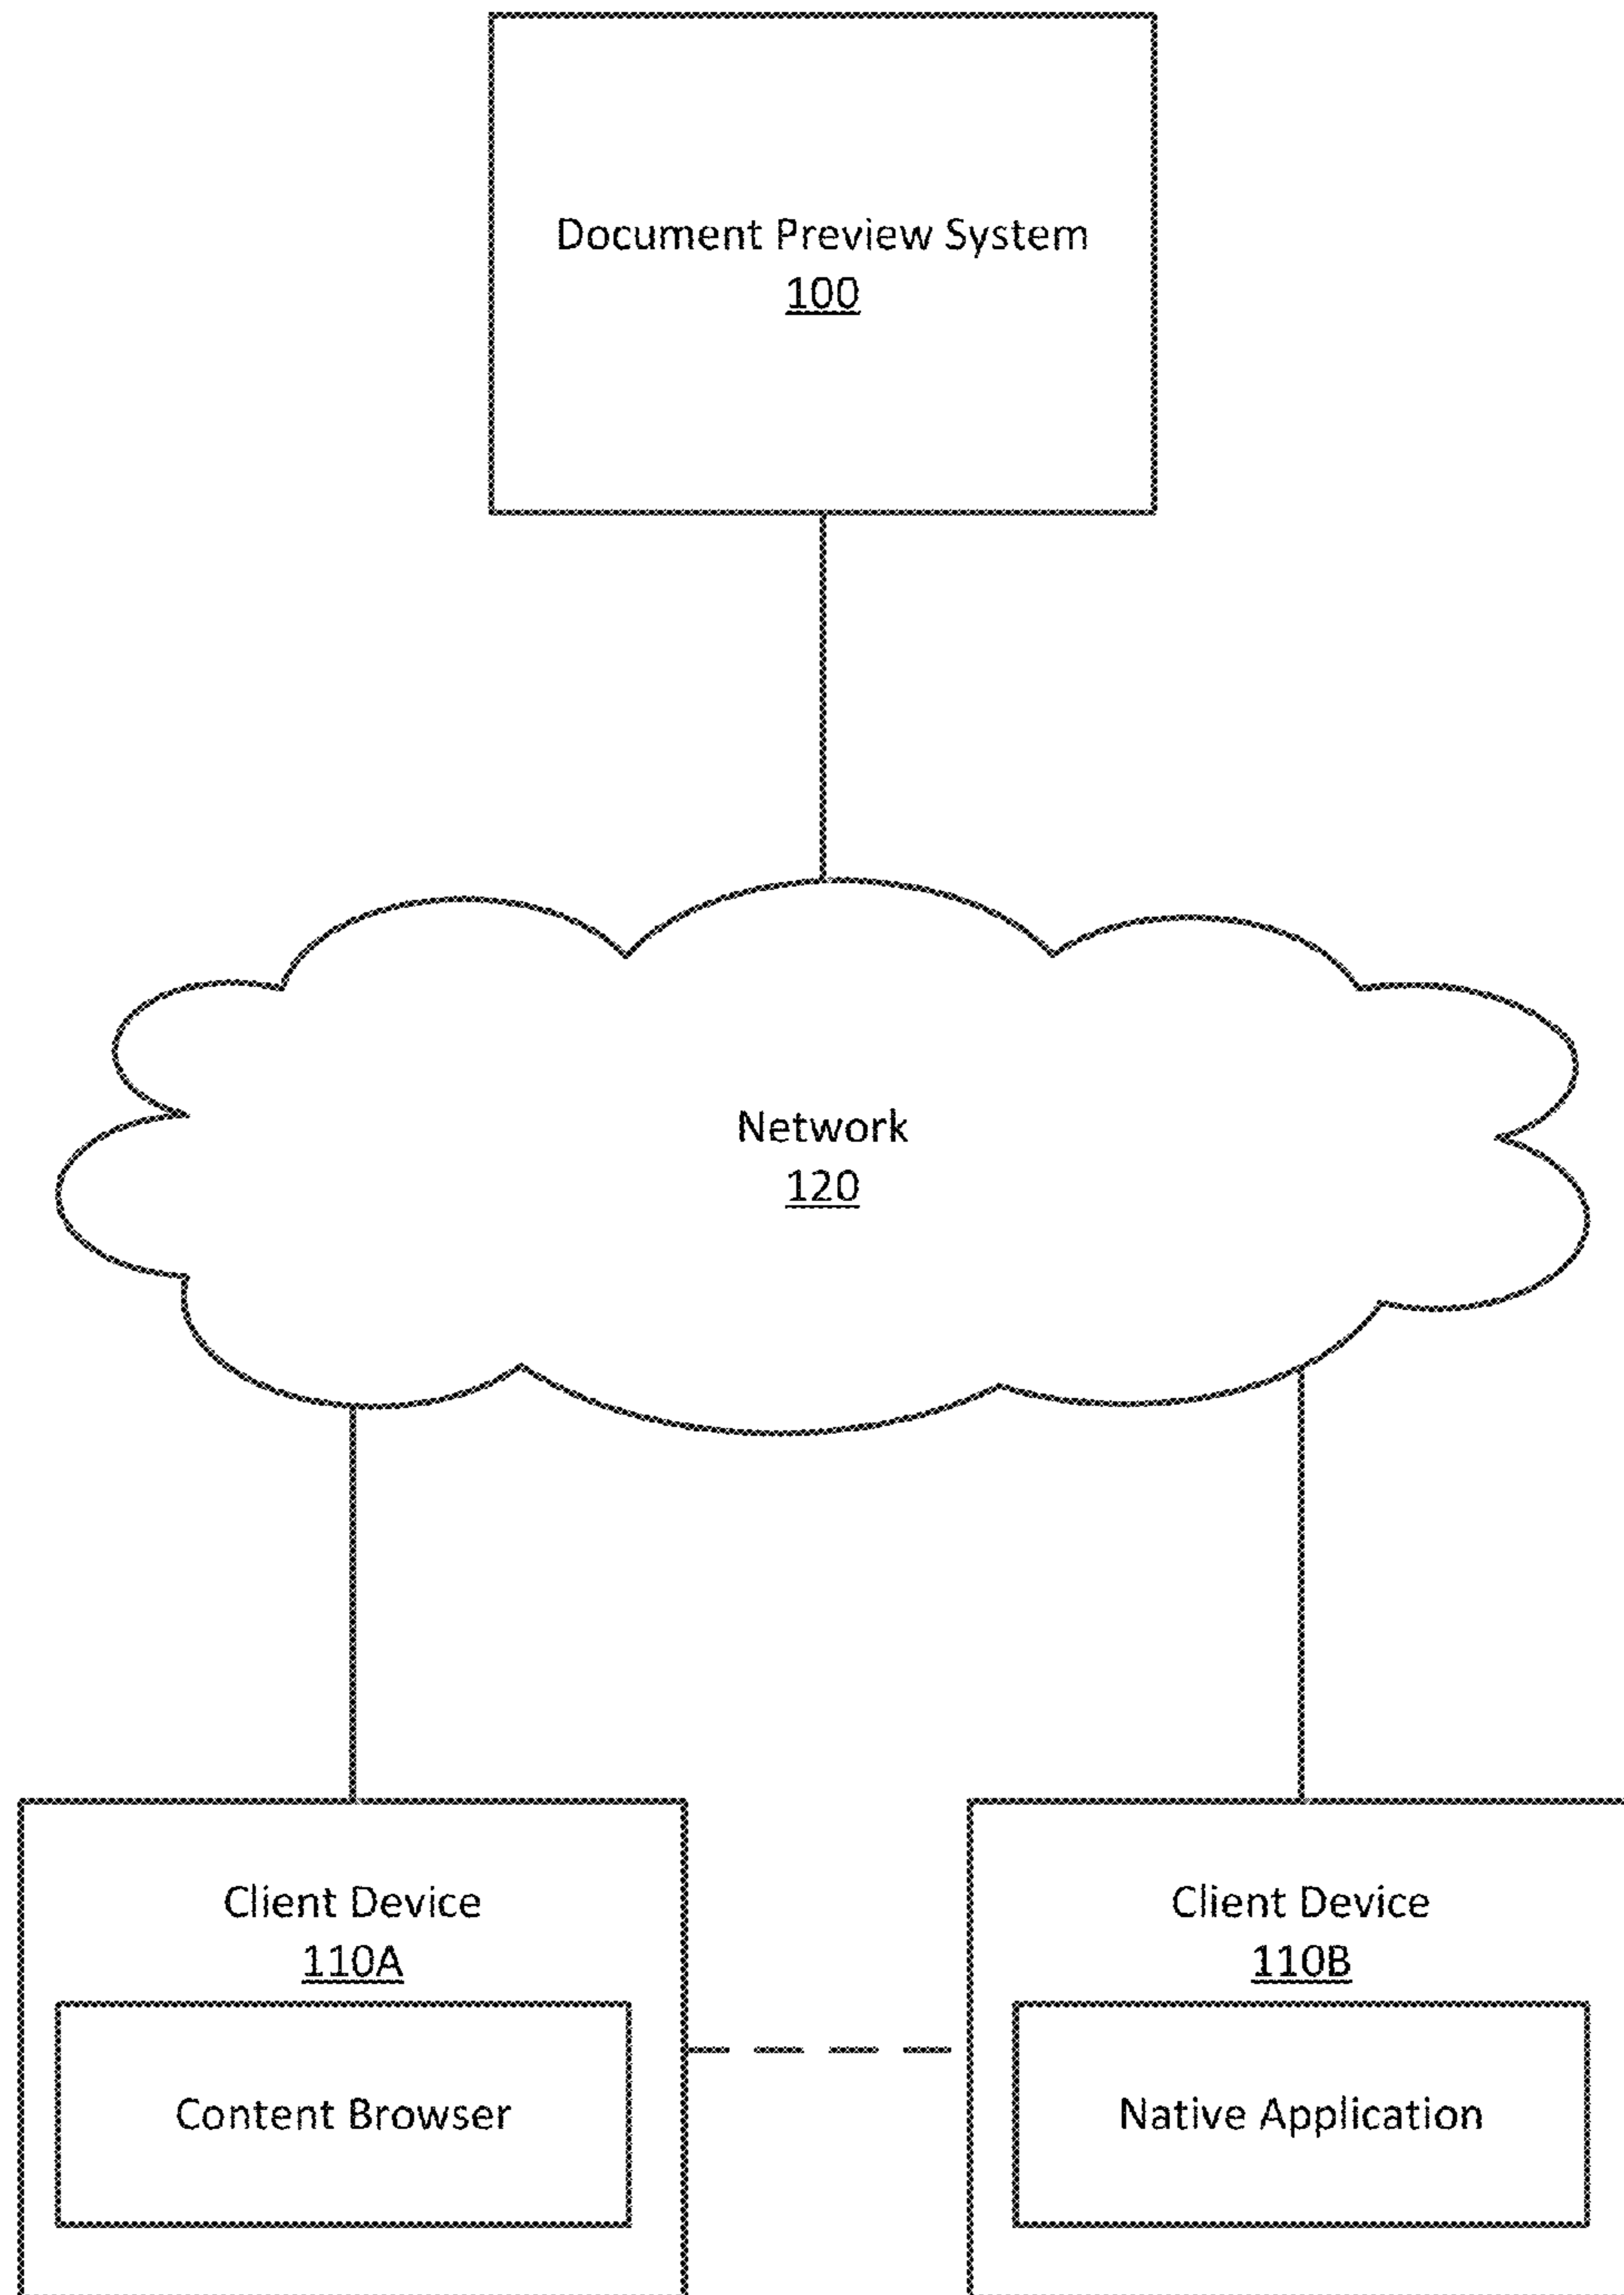 Document Preview System
100
Network
120
Client Device
110A
Content Browser
Client Device
110B
Native Application